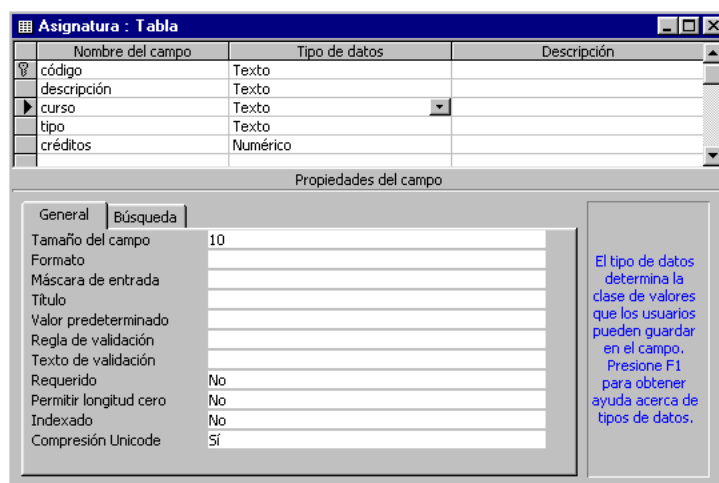 Asignatura : Tabla
Nombre del campo Tipo de datos Descripción
código Texto
descripción Texto
curso Texto
tipo Texto
créditos Numérico
Propiedades del campo
General Búsqueda
Tamaño del campo 10
Formato
Máscara de entrada
Título
Valor predeterminado
Regla de validación
Texto de validación
Requerido No
Permitir longitud cero No
Indexado No
Compresión Unicode Sí
El tipo de datos
determina la
clase de valores
que los usuarios
pueden guardar
en el campo.
Presione F1
para obtener
ayuda acerca de
tipos de datos.